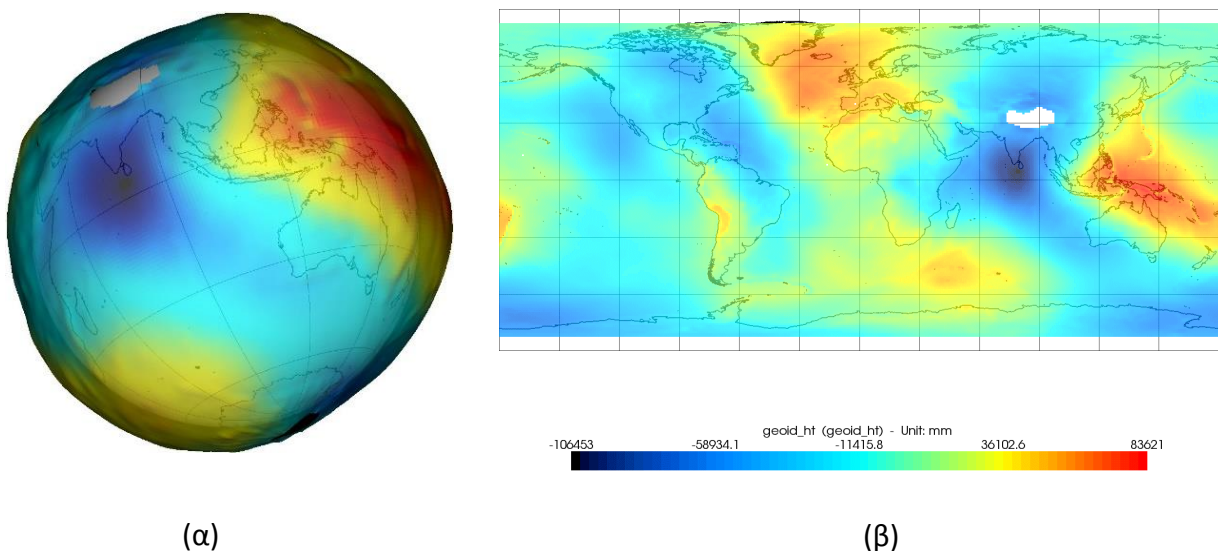 geoid_ht (geoid_ht) - Unit: mm
-106453 -58934.1 -11415.8 36102.6 83621
(α) (β)